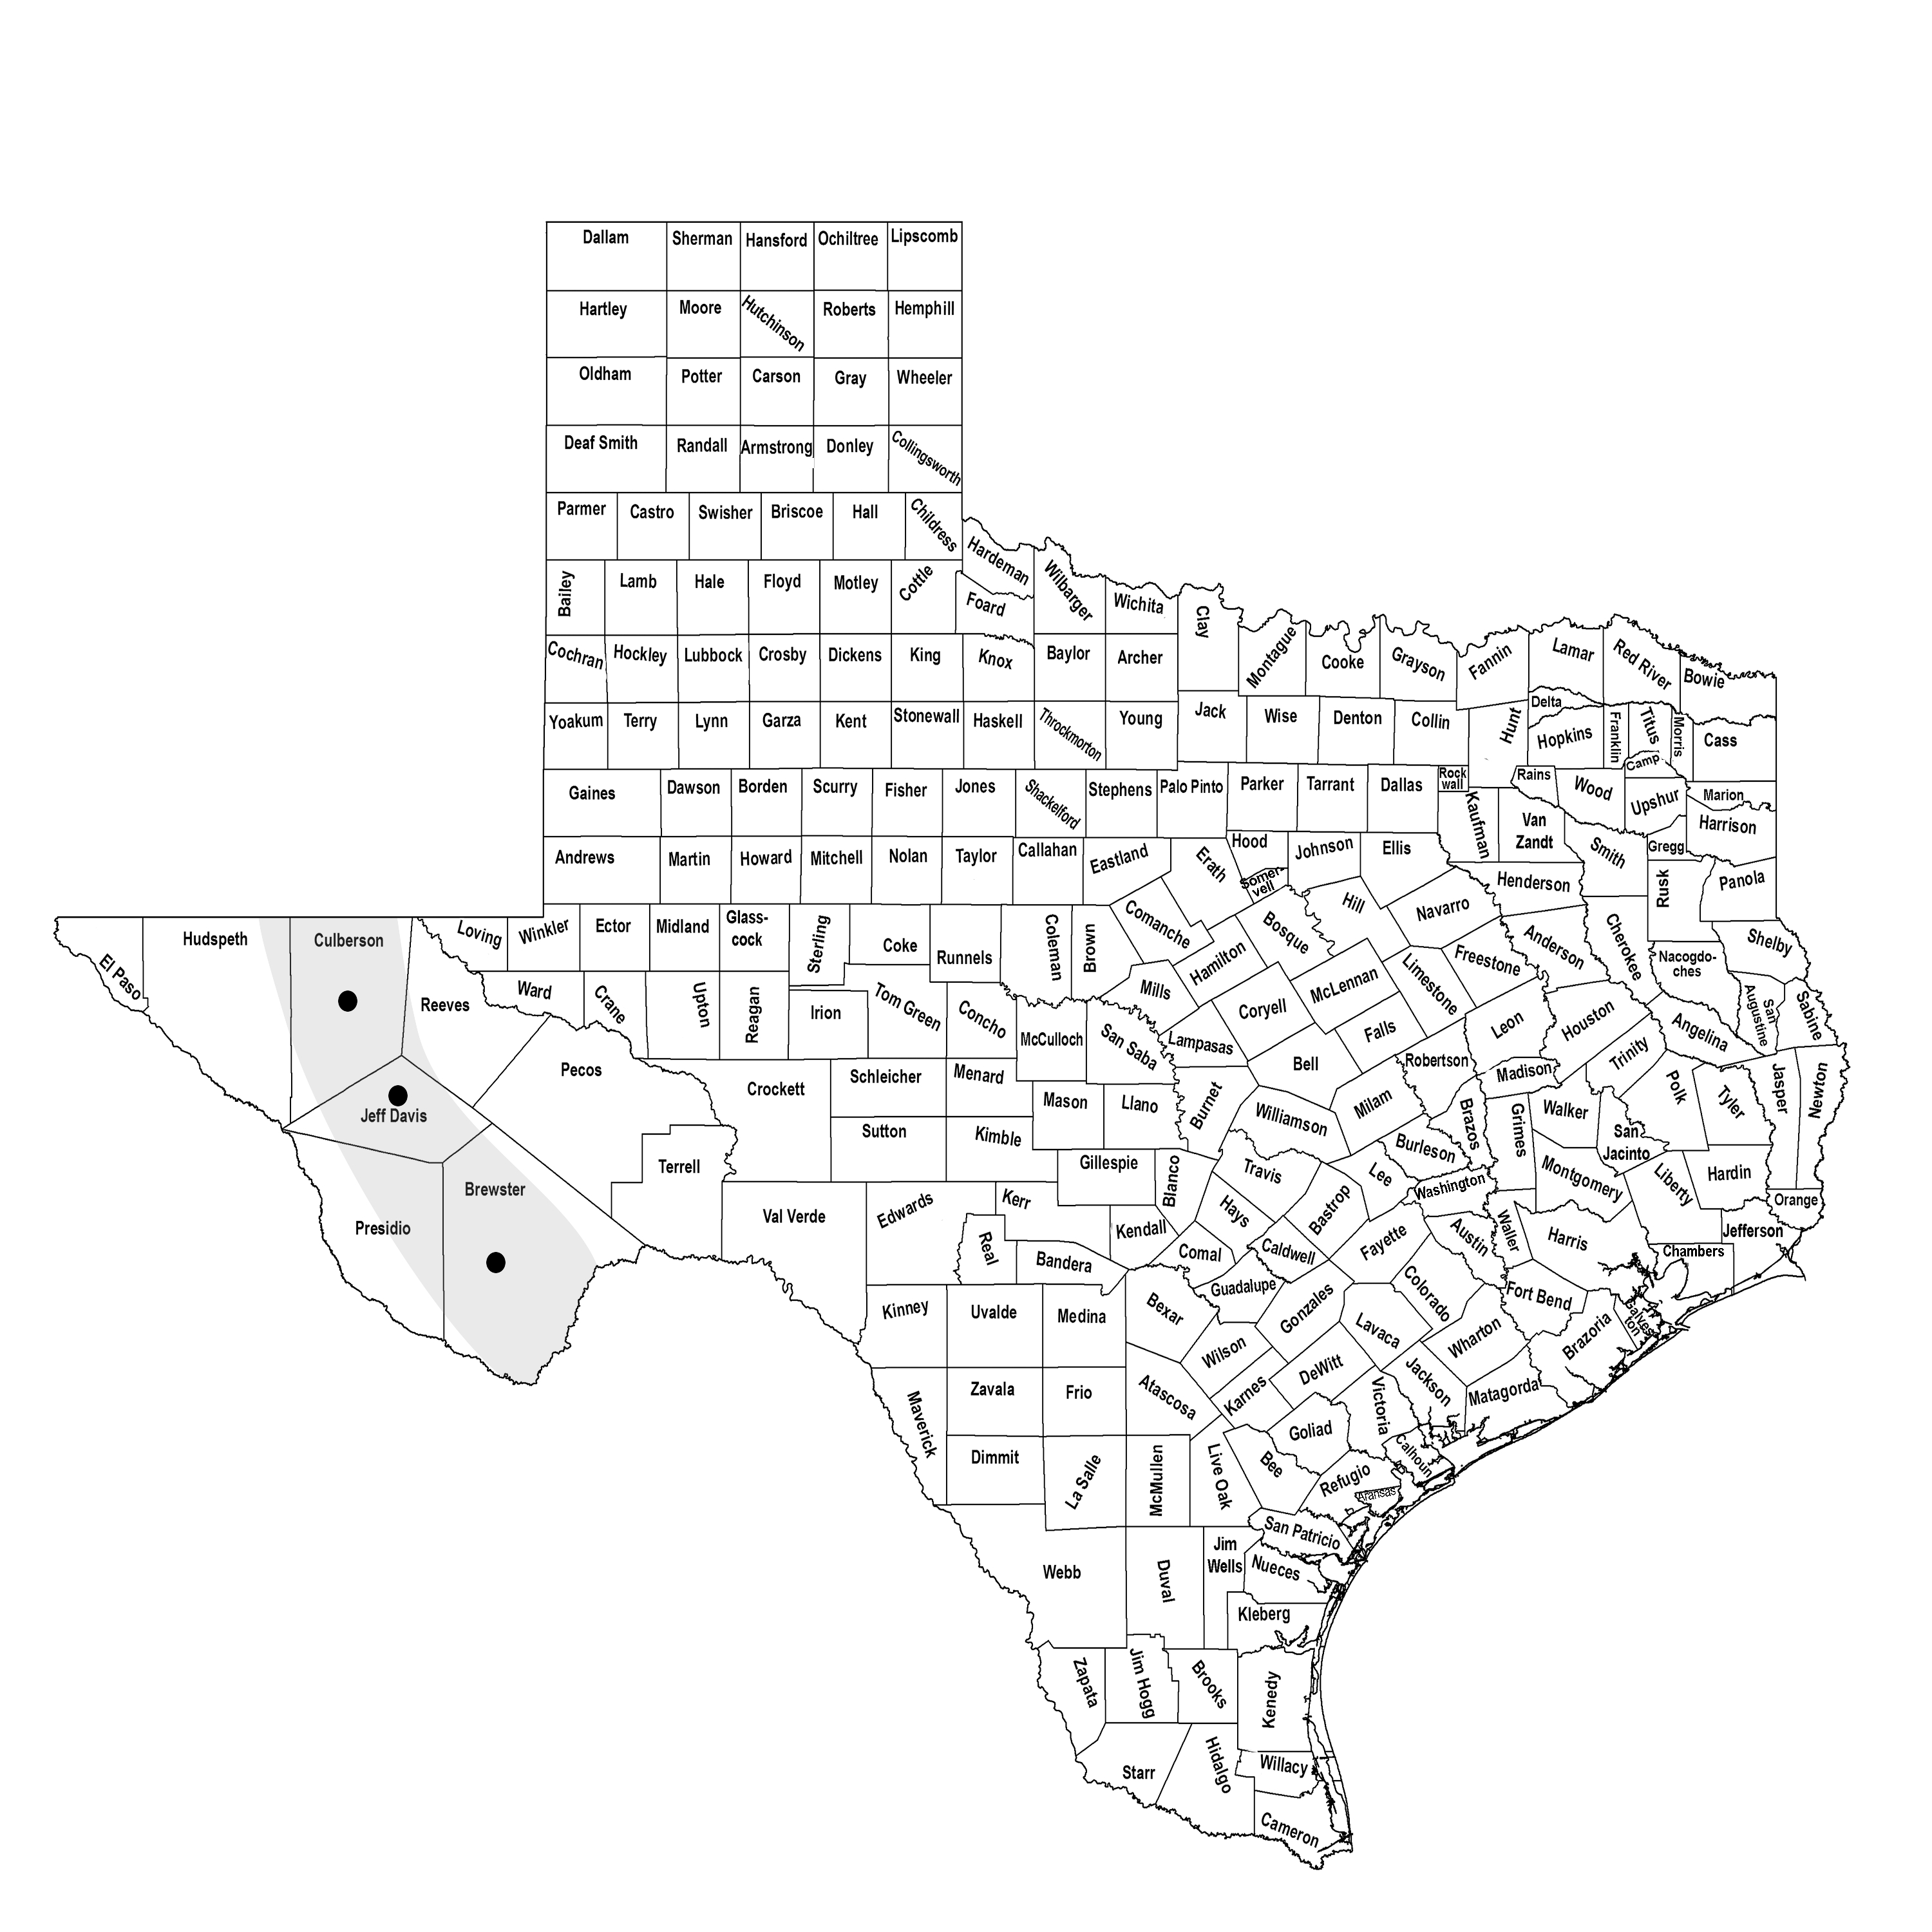 Dallam
Sherman
Hansford
Ochiltree
Lipscomb
Hartley
Moore
Hutchinson
Roberts
Hemphill
Oldham
Potter
Carson
Gray
Wheeler
Deaf Smith
Randall
Armstrong
Donley
Collingsworth
Parmer
Castro
Swisher
Briscoe
Hall
Childress
Hardeman
Bailey
Lamb
Hale
Floyd
Motley
Cottle
Foard
Wilbarger
Wichita
Clay
Montague
Cooke
Grayson
Fannin
Lamar
Red River
Bowie
Cochran
Hockley
Lubbock
Crosby
Dickens
King
Knox
Baylor
Archer
Yoakum
Terry
Lynn
Garza
Kent
Stonewall
Haskell
Throckmorton
Young
Jack
Wise
Denton
Collin
Hunt
Delta
Hopkins
Franklin
Titus
Morris
Cass
Camp
Gaines
Dawson
Borden
Scurry
Fisher
Jones
Shackelford
Stephens
Palo Pinto
Parker
Tarrant
Dallas
Rock
wall
Kaufman
Rains
Wood
Upshur
Marion
Harrison
Van
Zandt
Smith
Gregg
Andrews
Martin
Howard
Mitchell
Nolan
Taylor
Callahan
Eastland
Erath
Hood
Somer-
vell
Johnson
Ellis
Henderson
Rusk
Panola
El Paso
Hudspeth
Culberson
Reeves
Loving
Winkler
Ector
Midland
Glass-
cock
Sterling
Coke
Runnels
Coleman
Brown
Comanche
Hamilton
Bosque
Hill
Navarro
Freestone
Anderson
Cherokee
Nacogdo-
ches
Shelby
Ward
Crane
Upton
Reagan
Irion
Tom Green
Concho
McCulloch
San Saba
Mills
Lampasas
Coryell
McLennan
Limestone
Falls
Leon
Houston
Trinity
Angelina
San
Augustine
Sabine
Jeff Davis
Pecos
Crockett
Schleicher
Menard
Mason
Llano
Burnet
Bell
Williamson
Milam
Robertson
Madison
Brazos
Grimes
Walker
San
Jacinto
Polk
Tyler
Jasper
Newton
Presidio
Brewster
Terrell
Sutton
Kimble
Gillespie
Blanco
Travis
Lee
Burleson
Washington
Montgomery
Liberty
Hardin
Orange
Jefferson
Chambers
Val Verde
Edwards
Kerr
Real
Bandera
Kendall
Comal
Hays
Caldwell
Bastrop
Fayette
Austin
Waller
Harris
Kinney
Uvalde
Medina
Bexar
Guadalupe
Gonzales
Lavaca
Colorado
Wharton
Fort Bend
Brazoria
Galves-
ton
Maverick
Zavala
Frio
Atascosa
Wilson
Karnes
DeWitt
Victoria
Jackson
Matagorda
Calhoun
Dimmit
La Salle
McMullen
Live Oak
Bee
Goliad
Refugio
Aransas
San Patricio
Webb
Duval
Jim
Wells
Nueces
Kleberg
Zapata
Jim Hogg
Brooks
Kenedy
Starr
Hidalgo
Willacy
Cameron